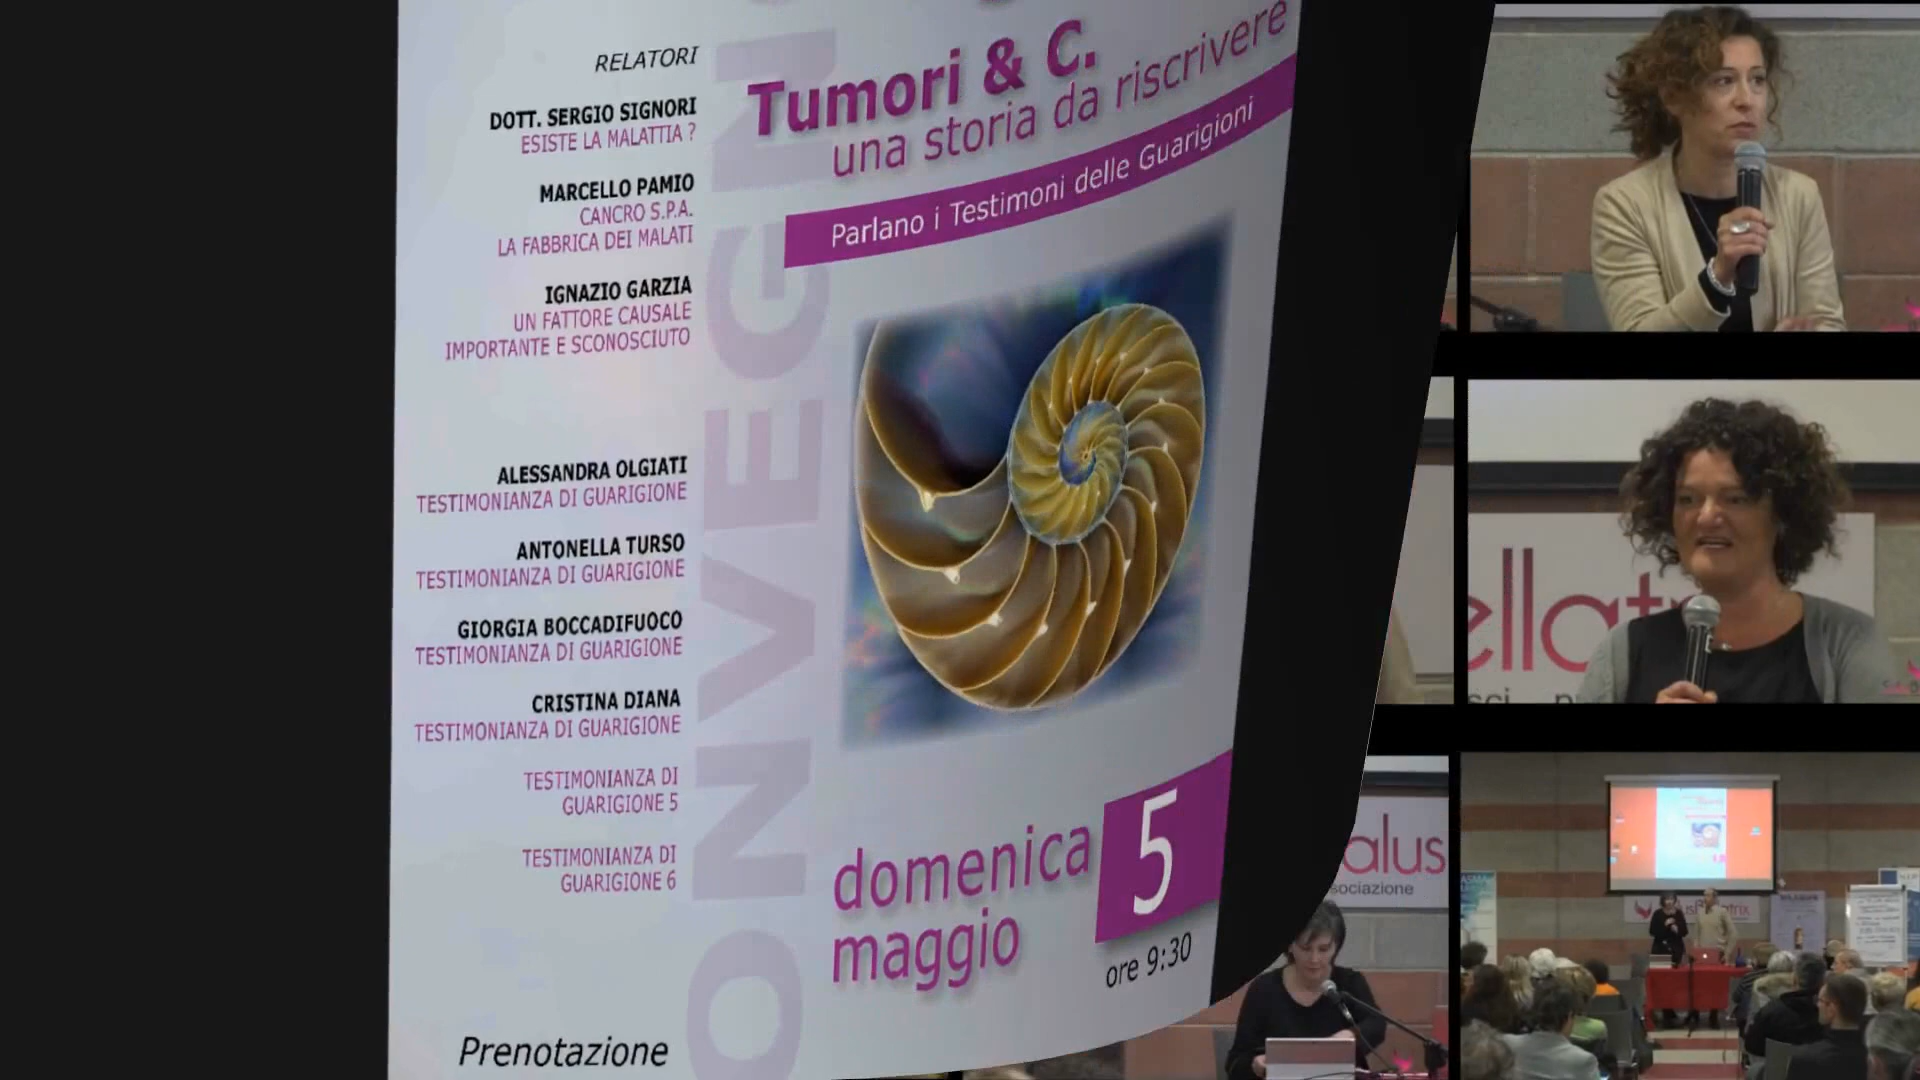 RELATORI
DOTT. SERGIO SIGNORI
ESISTE LA MALATTIA ?
MARCELLO PAMIO
CANCRO S.P.A.
LA FABBRICA DEI MALATI
IGNAZIO GARZIA
UN FATTORE CAUSALE
IMPORTANTE E SCONOSCIUTO
ALESSANDRA OLGIATI
TESTIMONIANZA DI GUARIGIONE
ANTONELLA TURSO
TESTIMONIANZA DI GUARIGIONE
GIORGIA BOCCADIFUOCO
TESTIMONIANZA DI GUARIGIONE
CRISTINA DIANA
TESTIMONIANZA DI GUARIGIONE
TESTIMONIANZA DI
GUARIGIONE 5
TESTIMONIANZA DI
GUARIGIONE 6
Prenotazione
ONVEGN
Tumori & C.
una storia da riscrivere
Parlano i Testimoni delle Guarigioni
domenica 5
maggio
ore 9:30
ellatr
alus
sociazione